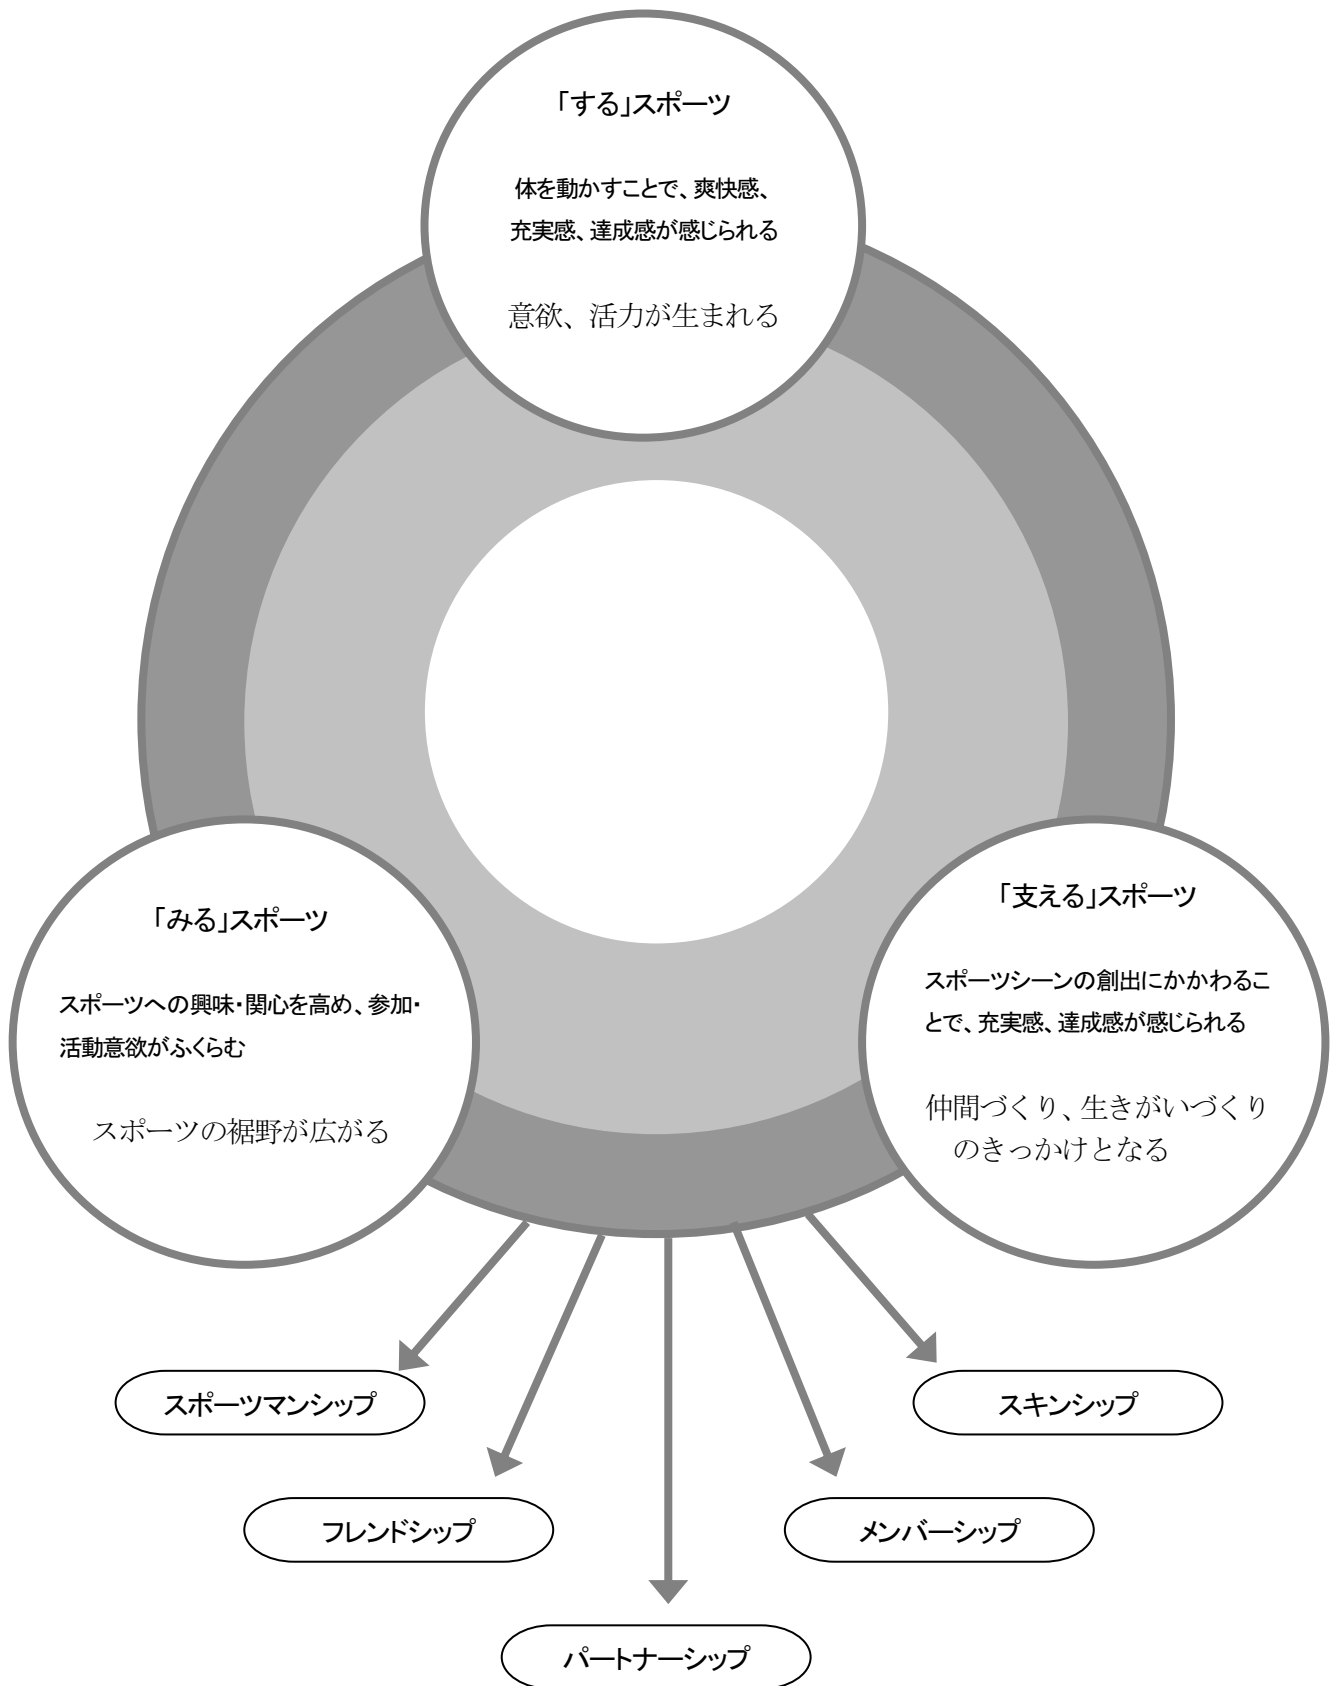 「する」スポーツ
体を動かすことで、爽快感、
充実感、達成感が感じられる
意欲、活力が生まれる
「みる」スポーツ
スポーツへの興味・関心を高め、参加・
活動意欲がふくらむ
スポーツの裾野が広がる
「支える」スポーツ
スポーツシーンの創出にかかわるこ
とで、充実感、達成感が感じられる
仲間づくり、生きがいづくり
のきっかけとなる
スポーツマンシップ
スキンシップ
フレンドシップ
メンバーシップ
パートナーシップ